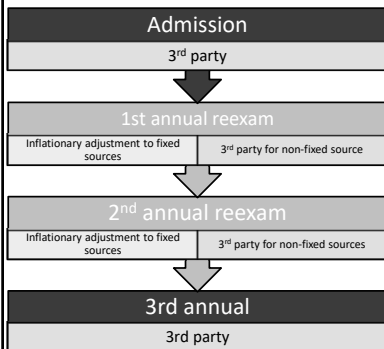 Admission
3rd party
1st annual reexam
Inflationary adjustment to fixed
sources
3rd party for non-fixed source
2nd annual reexam
Inflationary adjustment to fixed
sources
3rd party for non-fixed sources
3rd annual
3rd party